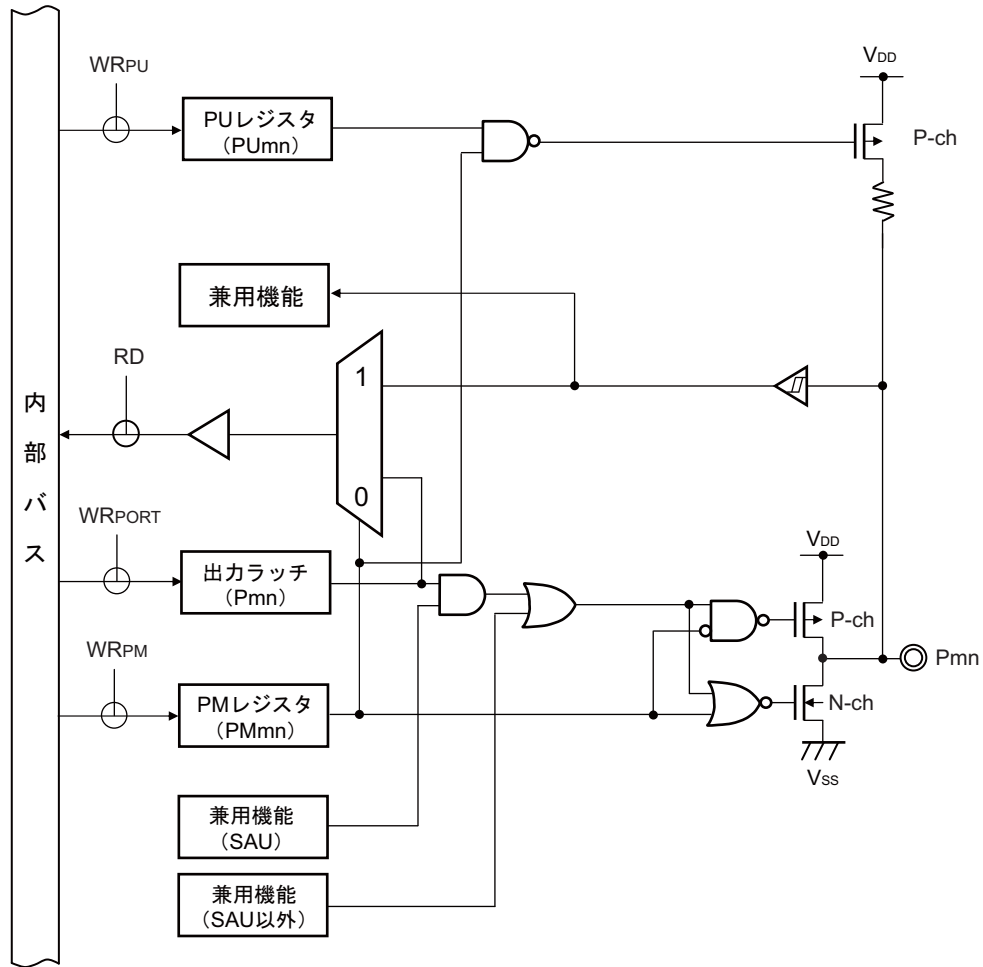 WRPU
VDD
PUレジスタ
(PUmn)
P-ch
兼用機能
RD
1
内部バス
0
WRPORT
VDD
出力ラッチ
(Pmn)
P-ch
Pmn
WRPM
PMレジスタ
(PMmn)
N-ch
VSS
兼用機能
(SAU)
兼用機能
(SAU以外)